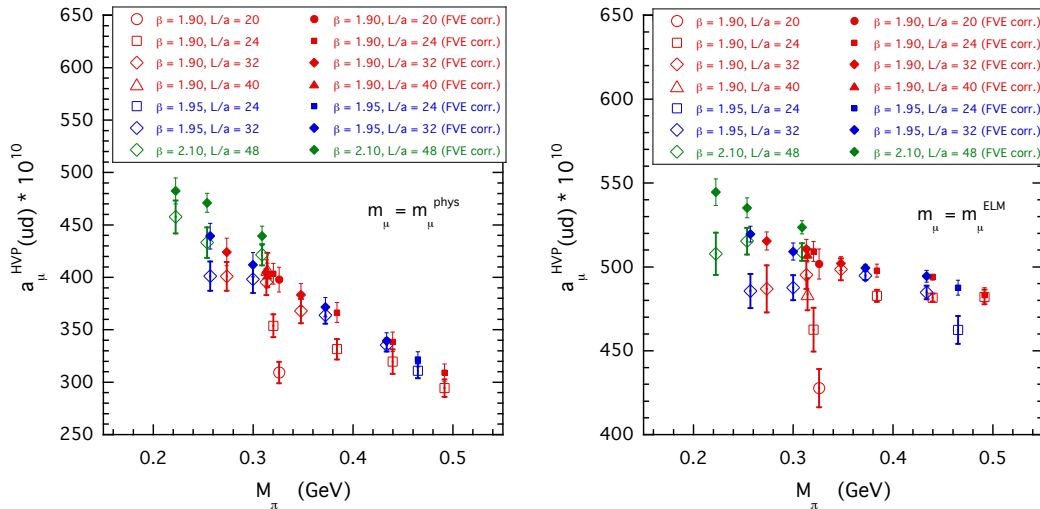 650
600
550
500
450
400
350
300
250
a_μ^HVP(ud) * 10^10
β = 1.90, L/a = 20
β = 1.90, L/a = 24
β = 1.90, L/a = 32
β = 1.90, L/a = 40
β = 1.95, L/a = 24
β = 1.95, L/a = 32
β = 2.10, L/a = 48
β = 1.90, L/a = 20 (FVE corr.)
β = 1.90, L/a = 24 (FVE corr.)
β = 1.90, L/a = 32 (FVE corr.)
β = 1.90, L/a = 40 (FVE corr.)
β = 1.95, L/a = 24 (FVE corr.)
β = 1.95, L/a = 32 (FVE corr.)
β = 2.10, L/a = 48 (FVE corr.)
m_μ = m_μ^phys
0.2 0.3 0.4 0.5
M_π (GeV)
650
600
550
500
450
400
a_μ^HVP(ud) * 10^10
β = 1.90, L/a = 20
β = 1.90, L/a = 24
β = 1.90, L/a = 32
β = 1.90, L/a = 40
β = 1.95, L/a = 24
β = 1.95, L/a = 32
β = 2.10, L/a = 48
β = 1.90, L/a = 20 (FVE corr.)
β = 1.90, L/a = 24 (FVE corr.)
β = 1.90, L/a = 32 (FVE corr.)
β = 1.90, L/a = 40 (FVE corr.)
β = 1.95, L/a = 24 (FVE corr.)
β = 1.95, L/a = 32 (FVE corr.)
β = 2.10, L/a = 48 (FVE corr.)
m_μ = m_μ^ELM
0.2 0.3 0.4 0.5
M_π (GeV)